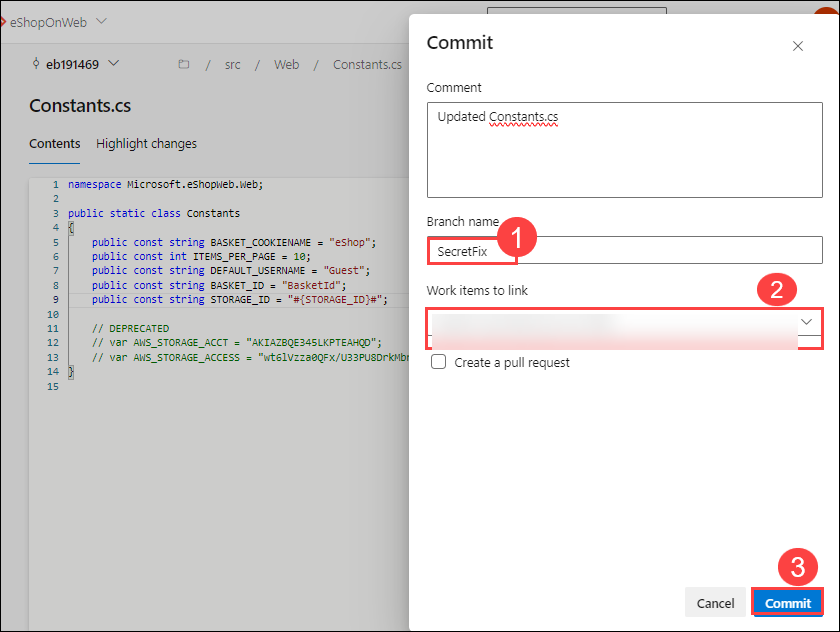 eShopOnWeb
eb191469
/ src / Web / Constants.cs
Constants.cs
Contents Highlight changes
1 namespace Microsoft.eShopWeb.Web;
2
3 public static class Constants
4 {
5 public const string BASKET_COOKIENAME = "eShop";
6 public const int ITEMS_PER_PAGE = 10;
7 public const string DEFAULT_USERNAME = "Guest";
8 public const string BASKET_ID = "BasketId";
9 public const string STORAGE_ID = "#{STORAGE_ID}#";
10
11 // DEPRECATED
12 // var AWS_STORAGE_ACCT = "AKIAZBQE345LKPTEAHQD";
13 // var AWS_STORAGE_ACCESS = "wt6lVzza0QFx/U33PU8DrkMbn
14 }
15
Commit
Comment
Updated Constants.cs
Branch name
1
SecretFix
2
Work items to link
Create a pull request
3
Cancel Commit